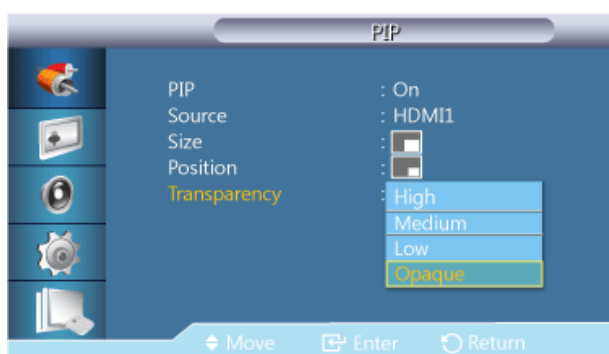 PIP
PIP : On
Source : HDMI1
Size :
Position :
Transparency :
High
Medium
Low
Opaque
Move Enter Return